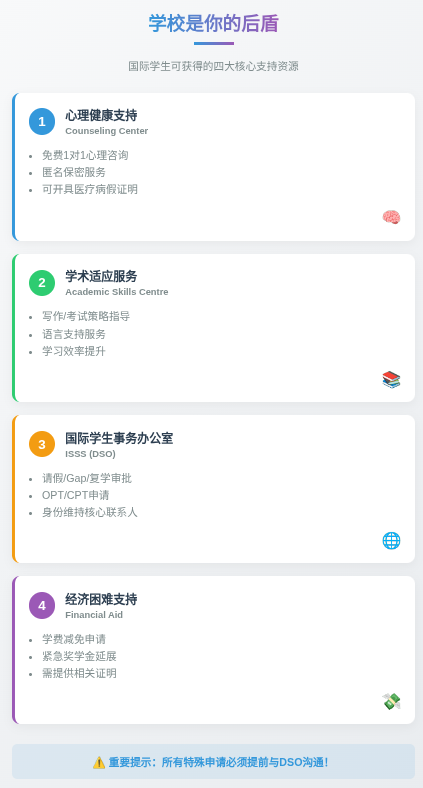 学校是你的后盾
国际学生可获得的四大核心支持资源
1
心理健康支持
Counseling Center
• 免费1对1心理咨询
• 匿名保密服务
• 可开具医疗病假证明
2
学术适应服务
Academic Skills Centre
• 写作/考试策略指导
• 语言支持服务
• 学习效率提升
3
国际学生事务办公室
ISSS (DSO)
• 请假/Gap/复学审批
• OPT/CPT申请
• 身份维持核心联系人
4
经济困难支持
Financial Aid
• 学费减免申请
• 紧急奖学金延展
• 需提供相关证明
⚠️ 重要提示：所有特殊申请必须提前与DSO沟通！